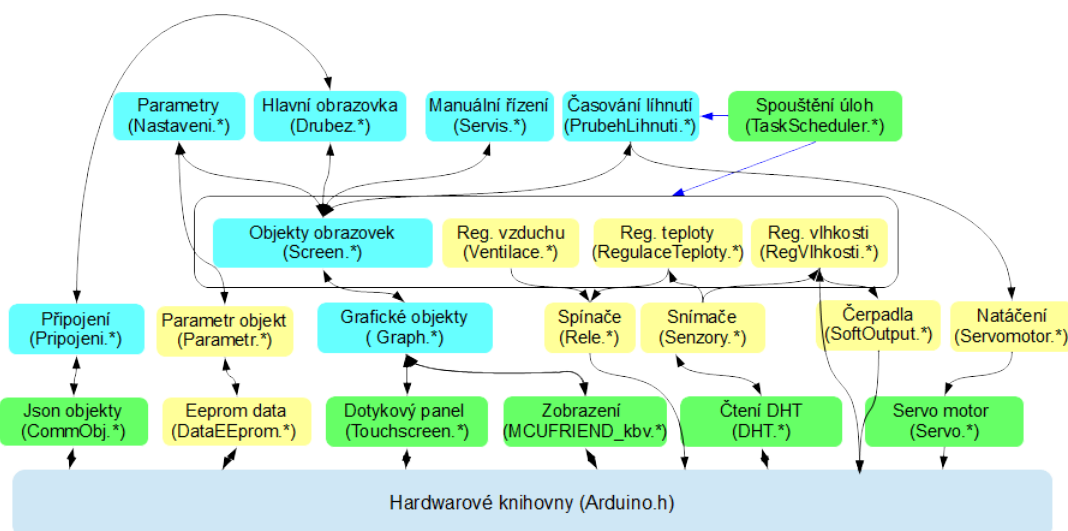 Parametry
(Nastaveni.*)
Hlavní obrazovka
(Drubez.*)
Manuální řízení
(Servis.*)
Časování líhnutí
(PrubehLihnuti.*)
Spouštění úloh
(TaskScheduler.*)
Objekty obrazovek
(Screen.*)
Reg. vzduchu
(Ventilace.*)
Reg. teploty
(RegulaceTeploty.*)
Reg. vlhkosti
(RegVlhkosti.*)
Připojení
(Pripojeni.*)
Parametr objekt
(Parametr.*)
Grafické objekty
( Graph.*)
Spínače
(Rele.*)
Snímače
(Senzory.*)
Čerpadla
(SoftOutput.*)
Natáčení
(Servomotor.*)
Json objekty
(CommObj.*)
Eeprom data
(DataEEprom.*)
Dotykový panel
(Touchscreen.*)
Zobrazení
(MCUFRIEND_kbv.*)
Čtení DHT
(DHT.*)
Servo motor
(Servo.*)
Hardwarové knihovny (Arduino.h)